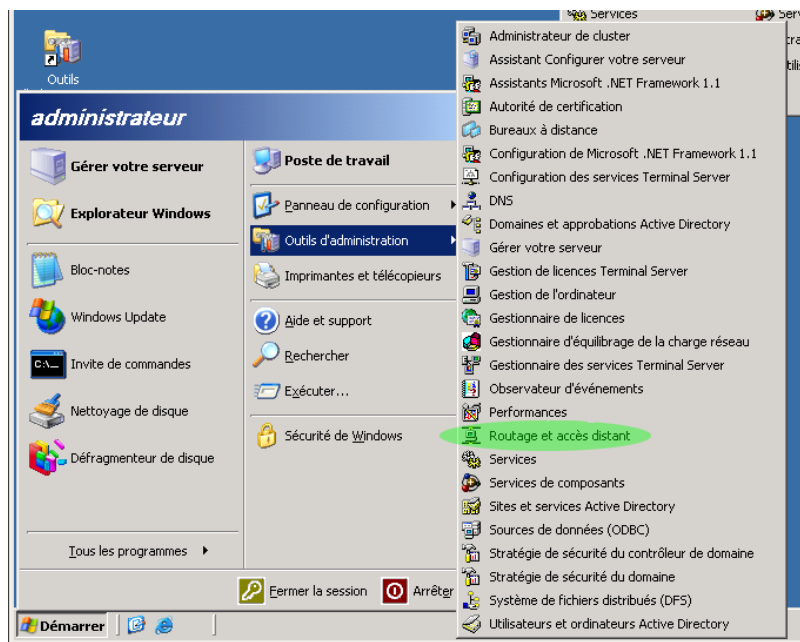 Services
Outils
administrateur
Gérer votre serveur
Explorateur Windows
Bloc-notes
Windows Update
C:\_
Invite de commandes
Nettoyage de disque
Défragmenteur de disque
Tous les programmes
Poste de travail
Panneau de configuration
Outils d'administration
Imprimantes et télécopieurs
Aide et support
Rechercher
Exécuter...
Sécurité de Windows
Fermer la session
Arrêter
Démarrer
Administrateur de cluster
Assistant Configurer votre serveur
Assistants Microsoft .NET Framework 1.1
Autorité de certification
Bureaux à distance
Configuration de Microsoft .NET Framework 1.1
Configuration des services Terminal Server
DNS
Domaines et approbations Active Directory
Gérer votre serveur
Gestion de licences Terminal Server
Gestion de l'ordinateur
Gestionnaire de licences
Gestionnaire d'équilibrage de la charge réseau
Gestionnaire des services Terminal Server
Observateur d'événements
Performances
Routage et accès distant
Services
Services de composants
Sites et services Active Directory
Sources de données (ODBC)
Stratégie de sécurité du contrôleur de domaine
Stratégie de sécurité du domaine
Système de fichiers distribués (DFS)
Utilisateurs et ordinateurs Active Directory